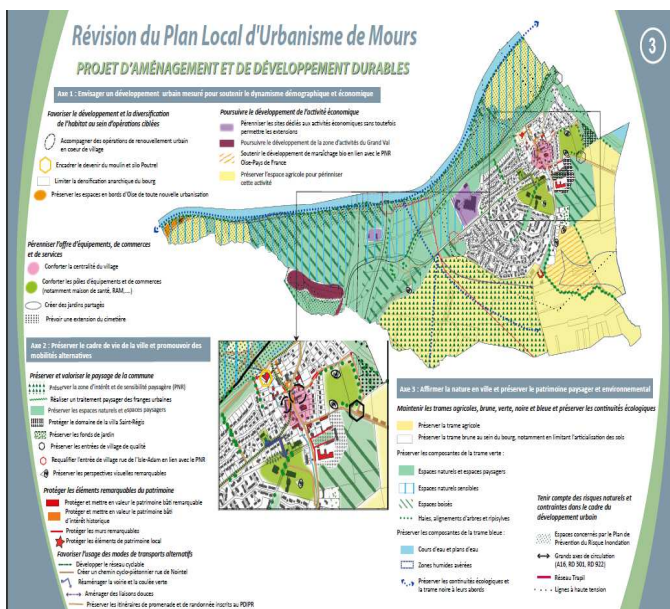 Révision du Plan Local d'Urbanisme de Mours
3
PROJET D'AMÉNAGEMENT ET DE DÉVELOPPEMENT DURABLES
Axe 1 : Envisager un développement urbain mesuré pour soutenir le dynamisme démographique et économique
Favoriser le développement et la diversification
de l'habitat au sein d'opérations ciblées
Accompagner des opérations de renouvellement urbain
en coeur de village
Encadrer le devenir du moulin et silo Poutrel
Limiter la densification anarchique du bourg
Préserver les espaces en bords d'Oise de toute nouvelle urbanisation
Poursuivre le développement de l'activité économique
Pérenniser les sites dédiés aux activités économiques sans toutefois
permettre les extensions
Poursuivre le développement de la zone d'activités du Grand Val
Soutenir le développement de maraîchage bio en lien avec le PNR
Oise-Pays de France
Préserver l'espace agricole pour périnniser
cette activité
Pérenniser l'offre d'équipements, de commerces
et de services
Conforter la centralité du village
Conforter les pôles d'équipements et de commerces
(notamment maison de santé, RAM,....)
Créer des jardins partagés
Prévoir une extension du cimetière
Axe 2 : Préserver le cadre de vie de la ville et promouvoir des
mobilités alternatives
Préserver et valoriser le paysage de la commune
Préserver la zone d'intérêt et de sensibilité paysagère (PNR)
Réaliser un traitement paysager des franges urbaines
Préserver les espaces naturels et espaces paysagers
Protéger le domaine de la villa Saint-Régis
Préserver les fonds de jardin
Préserver les entrées de village de qualité
Requalifier l'entrée de village rue de l'Isle-Adam en lien avec le PNR
Préserver les perspectives visuelles remarquables
Protéger les éléments remarquables du patrimoine
Protéger et mettre en valeur le patrimoine bâti remarquable
Protéger et mettre en valeur le patrimoine bâti
d'intérêt historique
Protéger les murs remarquables
Protéger les éléments de patrimoine local
Favoriser l'usage des modes de transports alternatifs
Développer le réseau cyclable
Créer un chemin cyclo-piétonnier rue de Nointel
Réaménager la voirie et la coulée verte
Aménager des liaisons douces
Préserver les itinéraires de promenade et de randonnée inscrits au PDIPR
Axe 3 : Affirmer la nature en ville et préserver le patrimoine paysager et environnemental
Maintenir les trames agricoles, brune, verte, noire et bleue et préserver les continuités écologiques
Préserver la trame agricole
Préserver la trame brune au sein du bourg, notamment en limitant l'articialisation des sols
Préserver les composantes de la trame verte :
Espaces naturels et espaces paysagers
Espaces naturels sensibles
Espaces boisés
Haies, alignements d'arbres et ripisylves
Préserver les composantes de la trame bleue :
Cours d'eau et plans d'eau
Zones humides avérées
Préserver les continuités écologiques et
la trame noire à leurs abords
Tenir compte des risques naturels et
contraintes dans le cadre du
développement urbain
Espaces concernés par le Plan de
Prévention du Risque Inondation
Grands axes de circulation
(A16, RD 301, RD 922)
Réseau Trapil
Lignes à haute tension